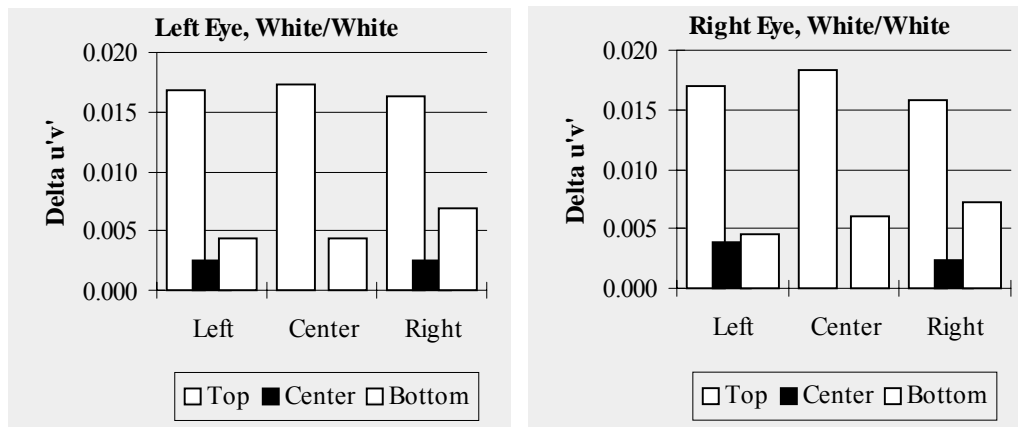 Left Eye, White/White
Delta u'v'
0.020
0.015
0.010
0.005
0.000
Left Center Right
Top Center Bottom
Right Eye, White/White
Delta u'v'
0.020
0.015
0.010
0.005
0.000
Left Center Right
Top Center Bottom